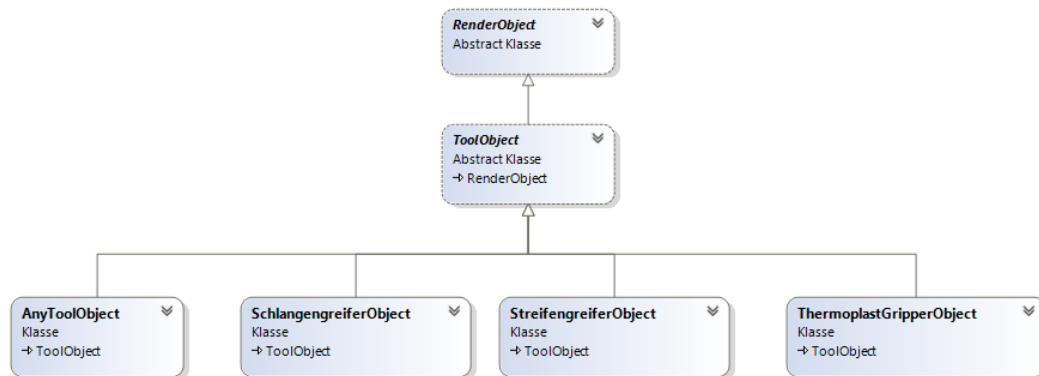 RenderObject
Abstract Klasse
ToolObject
Abstract Klasse
RenderObject
AnyToolObject
Klasse
ToolObject
SchlangengreiferObject
Klasse
ToolObject
StreifengreiferObject
Klasse
ToolObject
ThermoplastGripperObject
Klasse
ToolObject